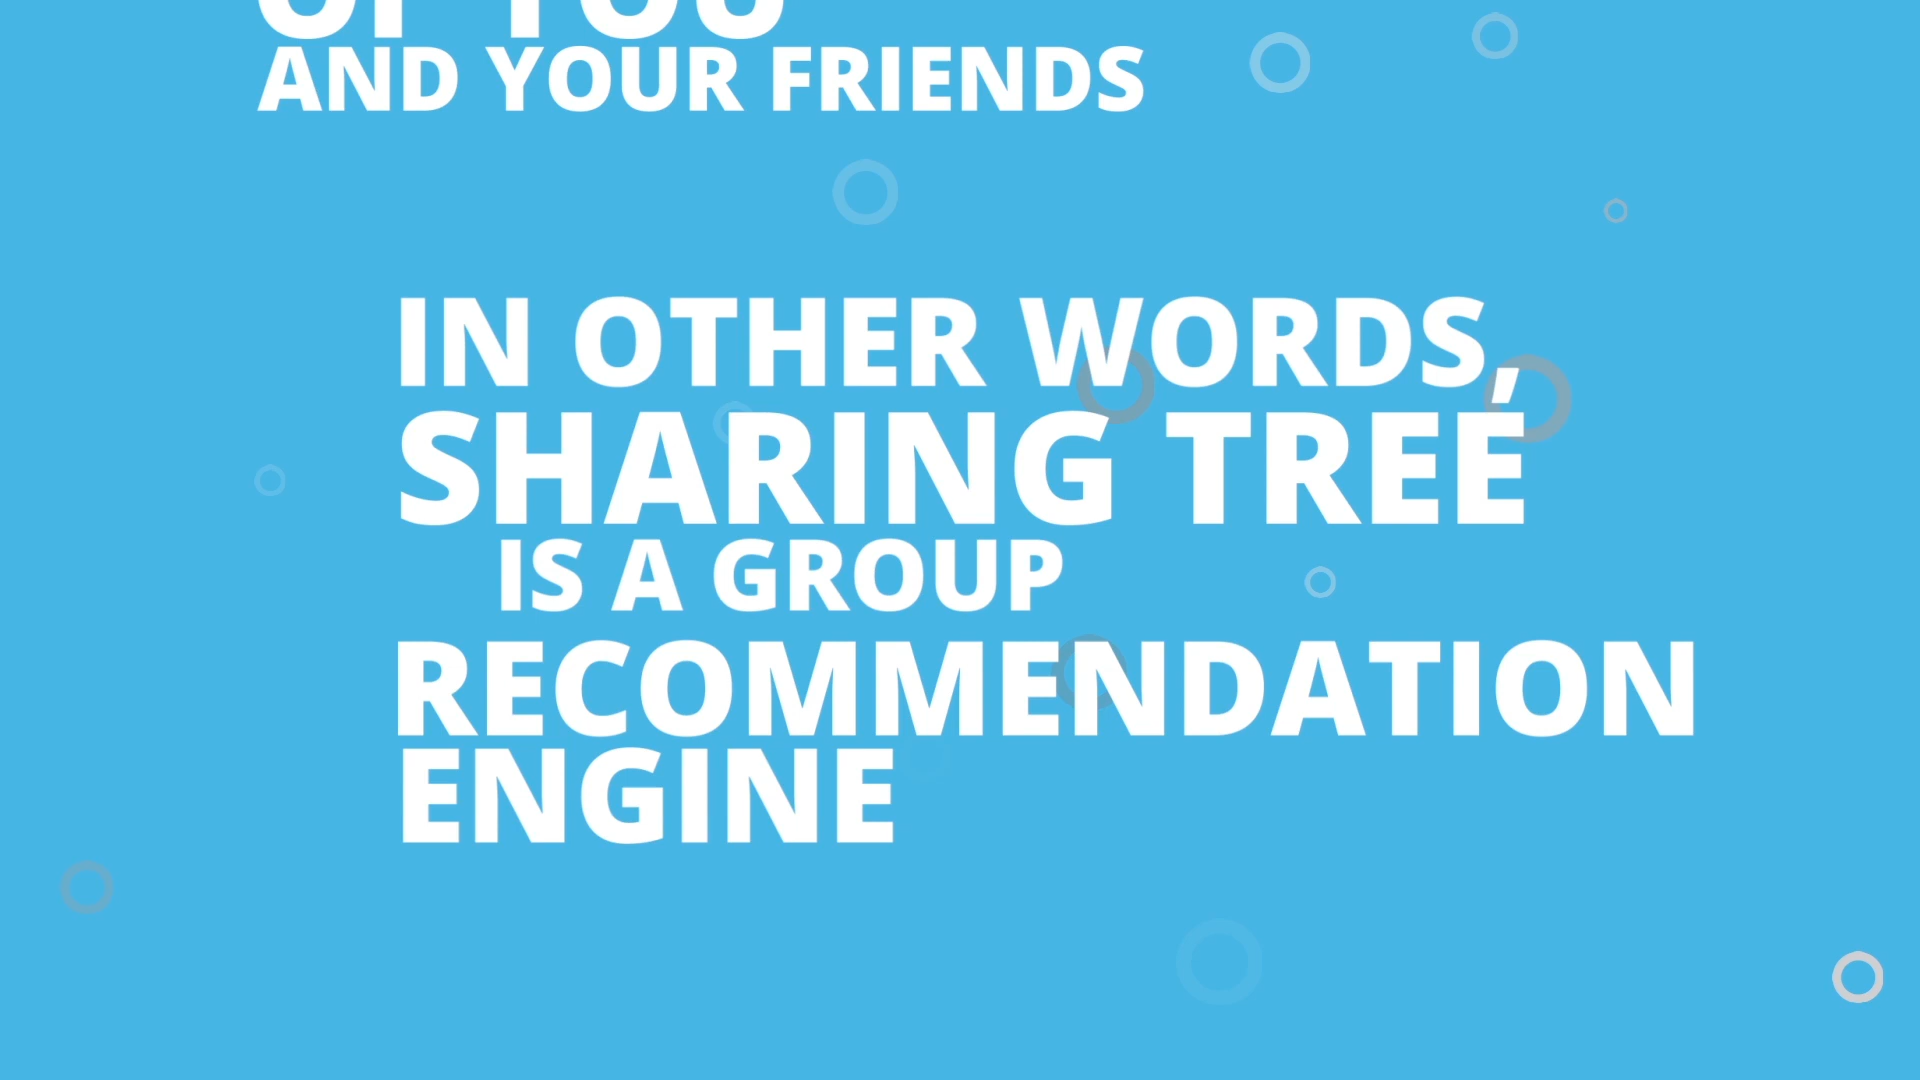 OF YOU
AND YOUR FRIENDS
IN OTHER WORDS,
SHARING TREE
IS A GROUP
RECOMMENDATION
ENGINE